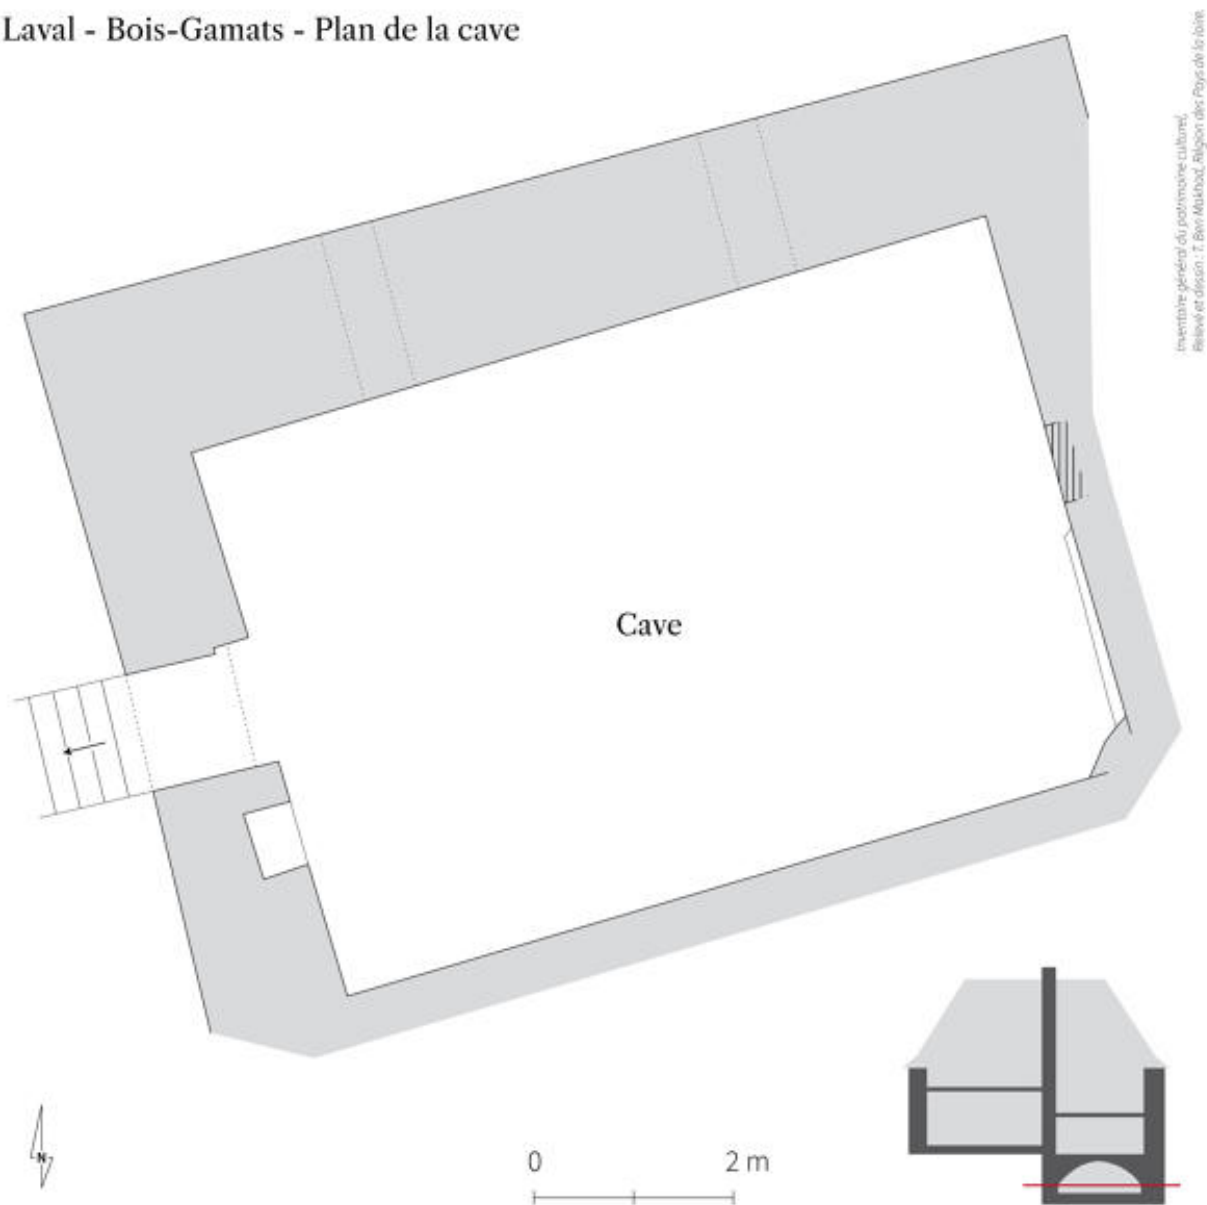 Laval - Bois-Gamats - Plan de la cave
Inventaire général du patrimoine culturel,
Relevé et dessin : T. Ben Makhad, Région des Pays de la loire.
Cave
N
0 2 m